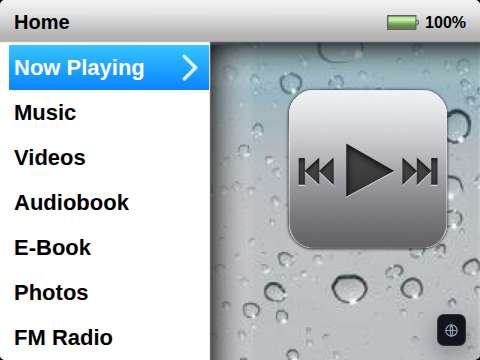 Home
100%
Now Playing
Music
Videos
Audiobook
E-Book
Photos
FM Radio